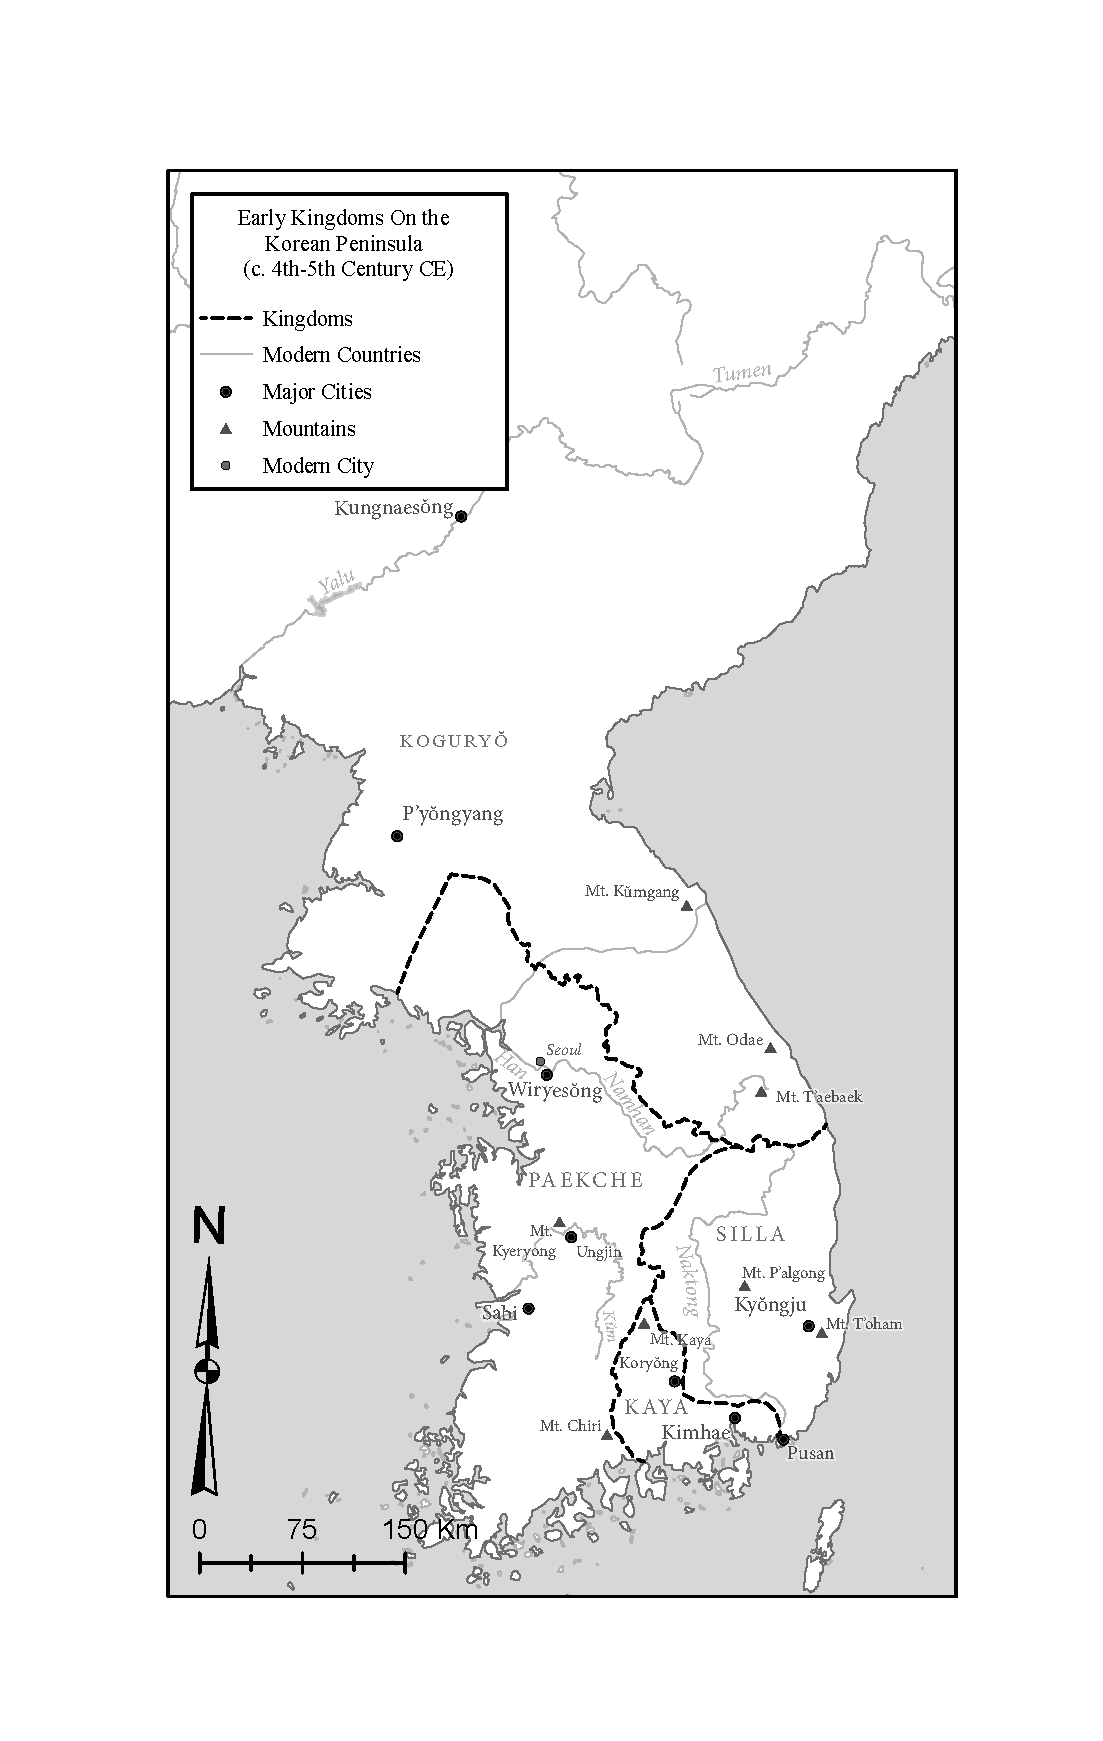 Early Kingdoms On the
Korean Peninsula
(c. 4th-5th Century CE)
Kingdoms
Modern Countries
Major Cities
Mountains
Modern City
Tumen
Kungnaesŏng
Yalu
KOGURYŎ
P'yŏngyang
Mt. Kŭmgang
Mt. Odae
Seoul
Han
Wiryesŏng
Namhan
Mt. T'aebaek
PAEKCHE
N
SILLA
Mt.
Kyeryong
Ungjin
Naktong
Mt. P'algong
Kyŏngju
Sabi
Kŭm
Mt. T'oham
Mt. Kaya
Koryŏng
KAYA
Mt. Chiri
Kimhae
Pusan
0 75 150 Km